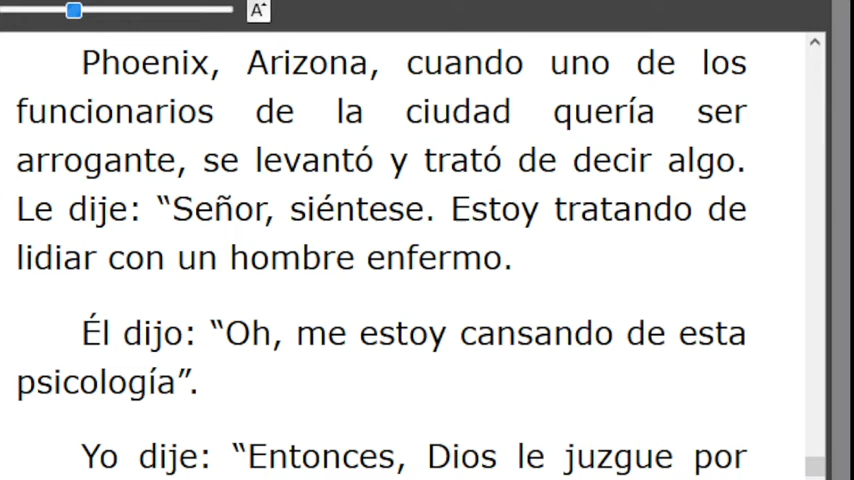 A
Phoenix, Arizona, cuando uno de los
funcionarios de la ciudad quería ser
arrogante, se levantó y trató de decir algo.
Le dije: “Señor, siéntese. Estoy tratando de
lidiar con un hombre enfermo.
Él dijo: “Oh, me estoy cansando de esta
psicología”.
Yo dije: “Entonces, Dios le juzgue por